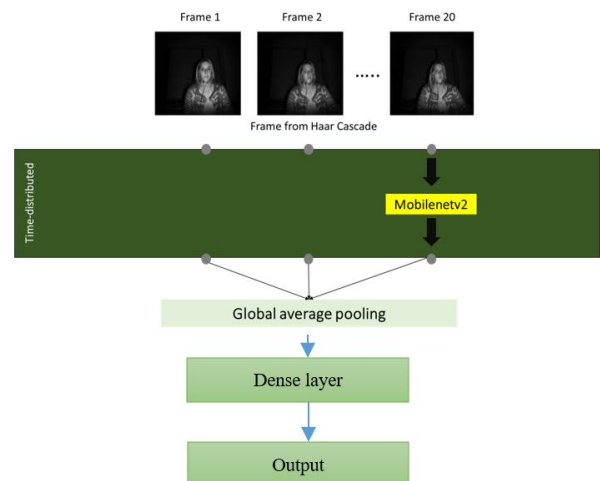 Frame 1 Frame 2 Frame 20
.....
Frame from Haar Cascade
Time-distributed
Mobilenetv2
Global average pooling
Dense layer
Output